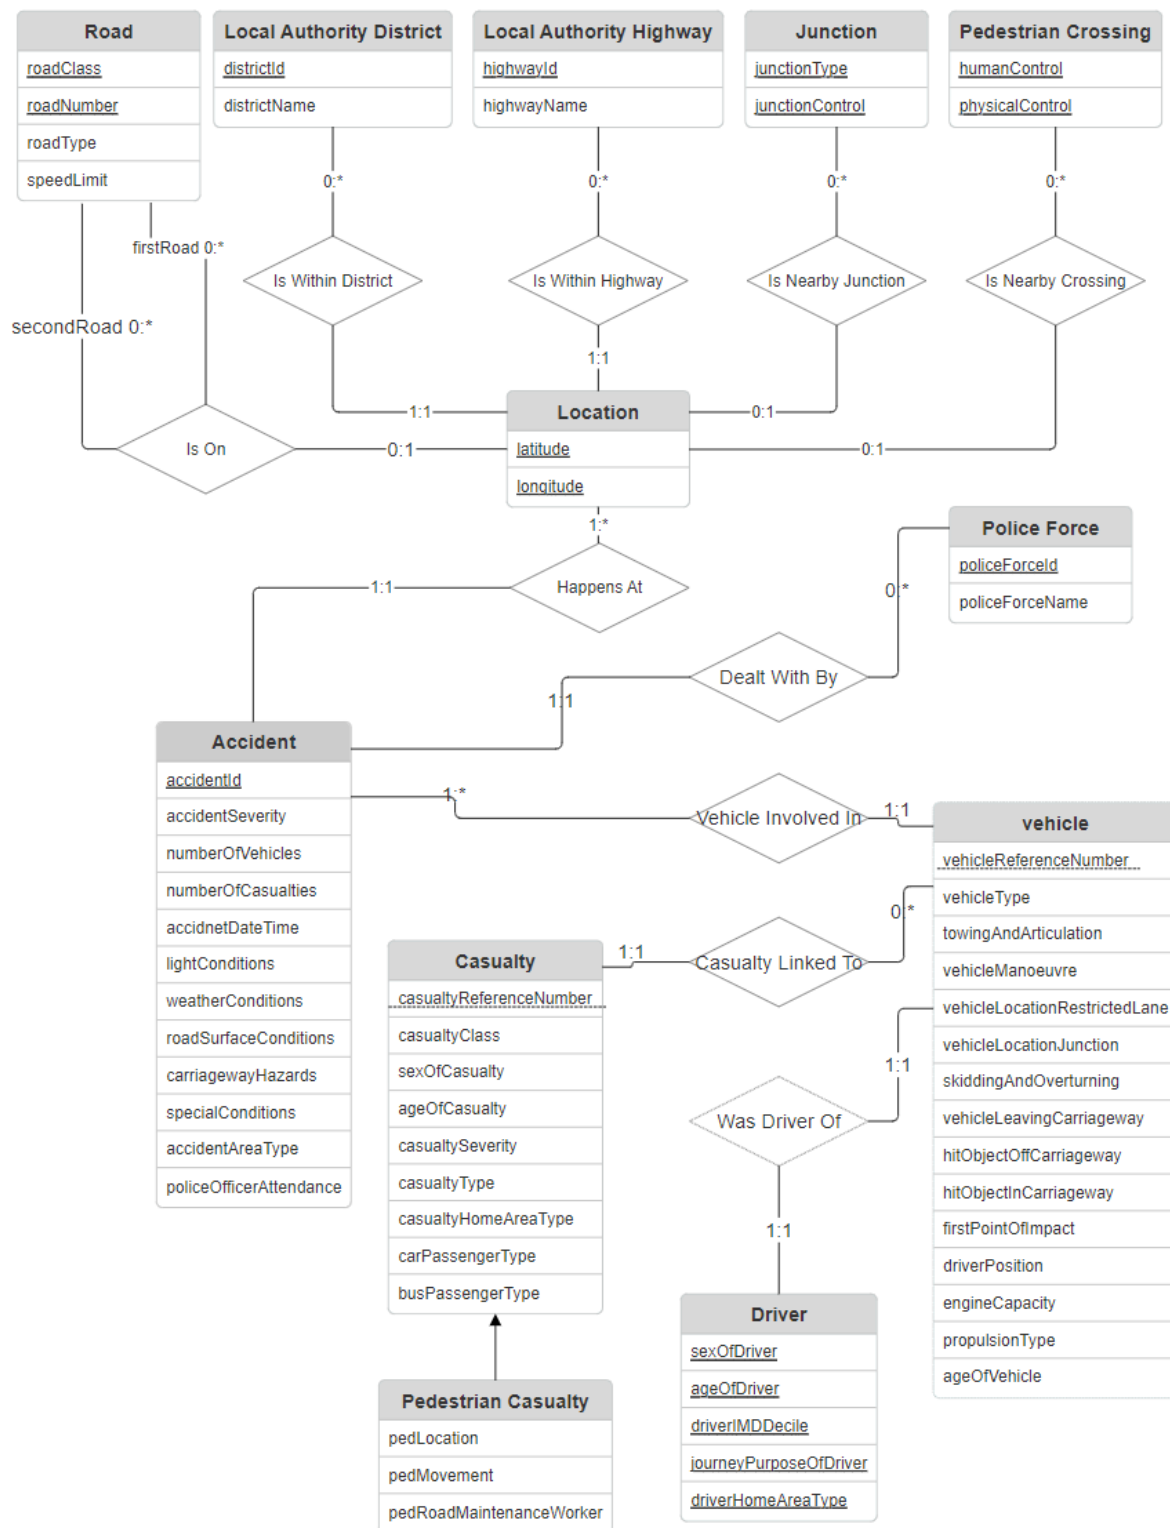 Road
roadClass
roadNumber
roadType
speedLimit
Local Authority District
districtId
districtName
Local Authority Highway
highwayId
highwayName
Junction
junctionType
junctionControl
Pedestrian Crossing
humanControl
physicalControl
0:*
0:*
0:*
0:*
firstRoad 0:*
Is Within District
Is Within Highway
Is Nearby Junction
Is Nearby Crossing
secondRoad 0:*
1:1
Location
latitude
longitude
1:1
0:1
Is On
0:1
0:1
1:*
Happens At
1:1
Police Force
policeForceId
policeForceName
0:*
Dealt With By
1:1
Accident
accidentId
accidentSeverity
numberOfVehicles
numberOfCasualties
accidnetDateTime
lightConditions
weatherConditions
roadSurfaceConditions
carriagewayHazards
specialConditions
accidentAreaType
policeOfficerAttendance
1:*
Vehicle Involved In
1:1
vehicle
vehicleReferenceNumber
vehicleType
towingAndArticulation
vehicleManoeuvre
vehicleLocationRestrictedLane
vehicleLocationJunction
skiddingAndOverturning
vehicleLeavingCarriageway
hitObjectOffCarriageway
hitObjectInCarriageway
firstPointOfImpact
driverPosition
engineCapacity
propulsionType
ageOfVehicle
0:*
1:1
Casualty Linked To
Casualty
casualtyReferenceNumber
casualtyClass
sexOfCasualty
ageOfCasualty
casualtySeverity
casualtyType
casualtyHomeAreaType
carPassengerType
busPassengerType
1:1
Was Driver Of
1:1
Driver
sexOfDriver
ageOfDriver
driverIMDDecile
journeyPurposeOfDriver
driverHomeAreaType
Pedestrian Casualty
pedLocation
pedMovement
pedRoadMaintenanceWorker